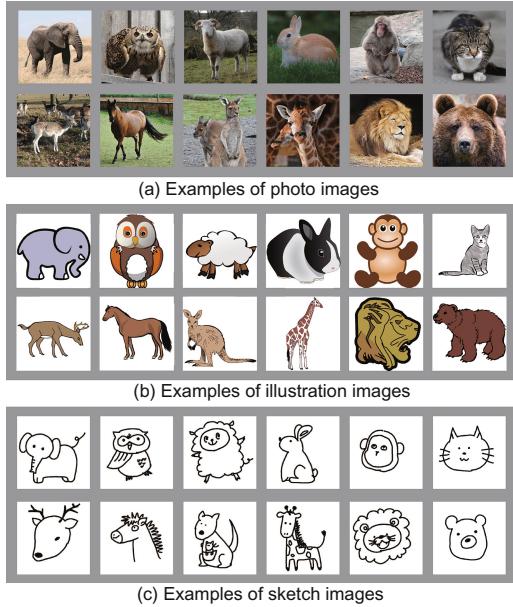 (a) Examples of photo images
(b) Examples of illustration images
(c) Examples of sketch images